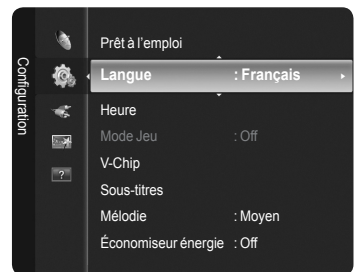 Configuration
Prêt à l'emploi
Langue : Français
Heure
Mode Jeu : Off
V-Chip
Sous-titres
Mélodie : Moyen
Économiseur énergie : Off
?